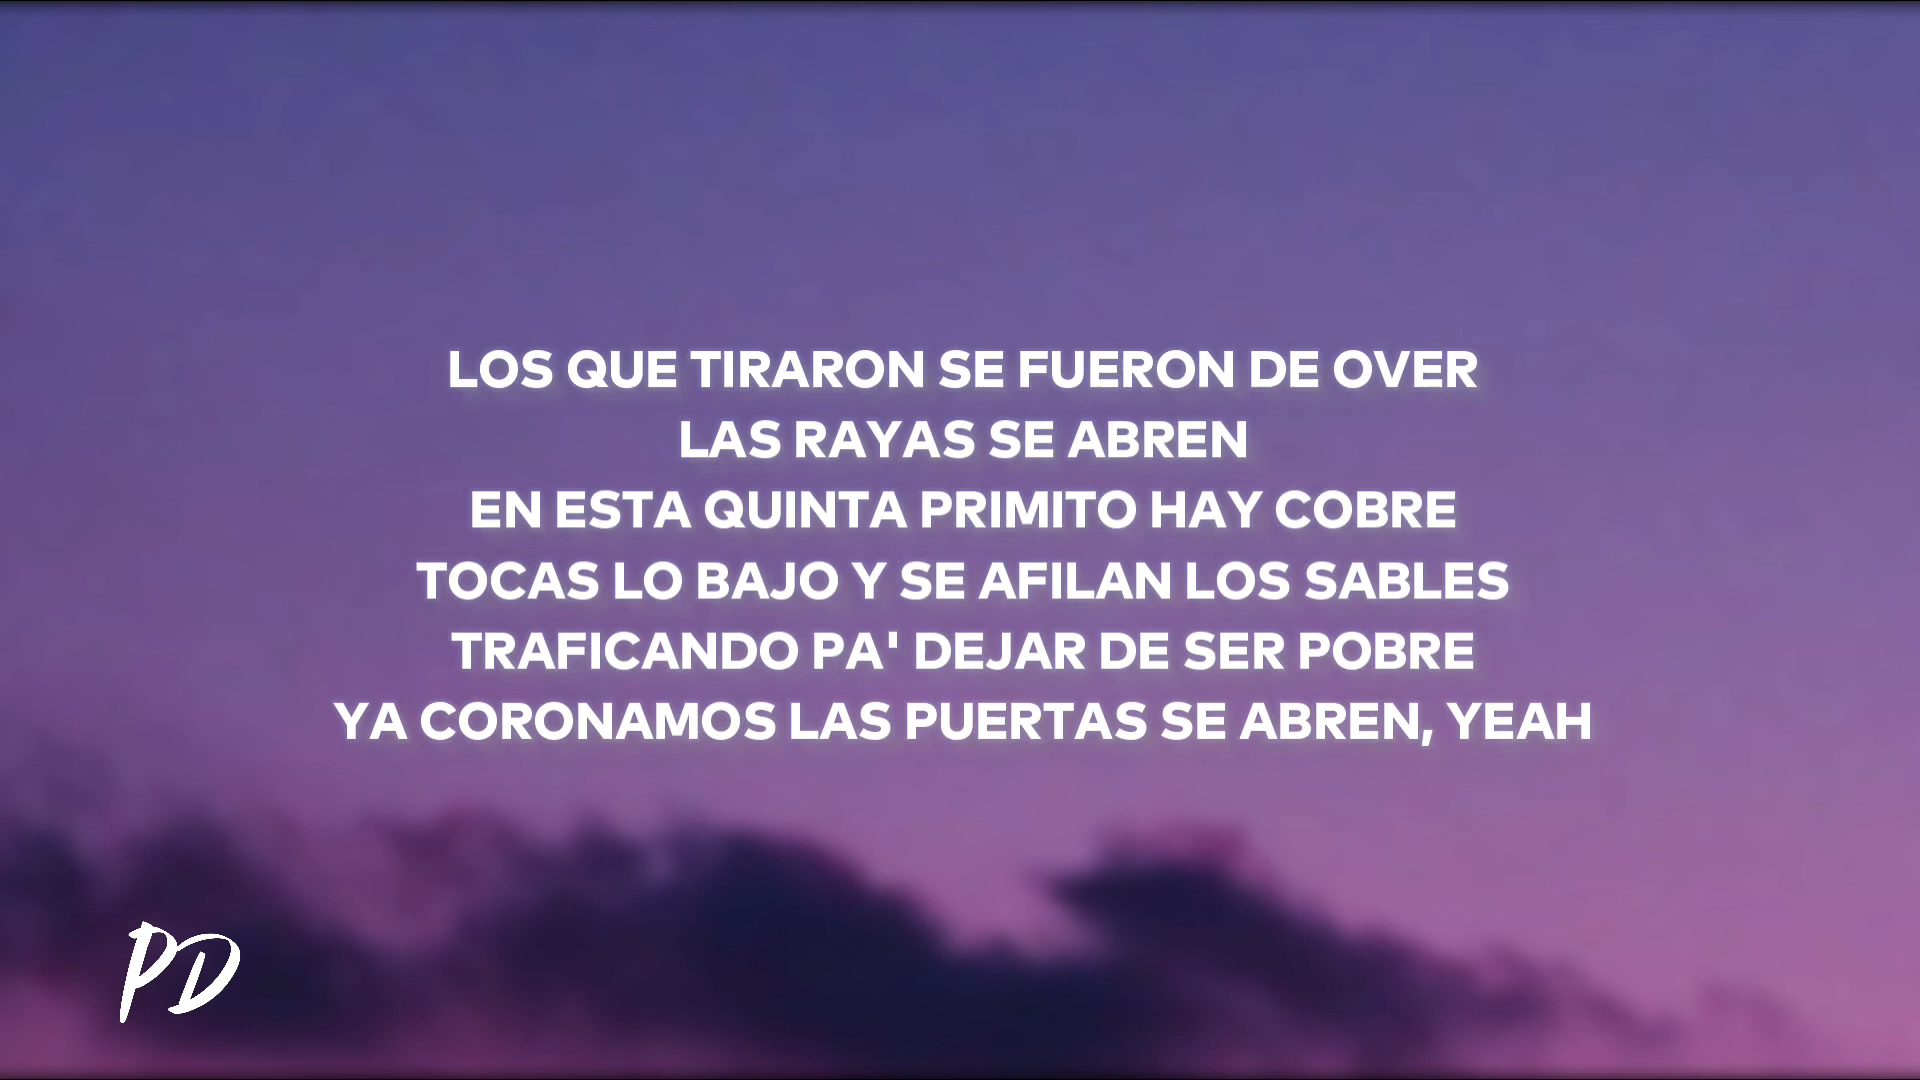 LOS QUE TIRARON SE FUERON DE OVER
LAS RAYAS SE ABREN
EN ESTA QUINTA PRIMITO HAY COBRE
TOCAS LO BAJO Y SE AFILAN LOS SABLES
TRAFICANDO PA' DEJAR DE SER POBRE
YA CORONAMOS LAS PUERTAS SE ABREN, YEAH
PD